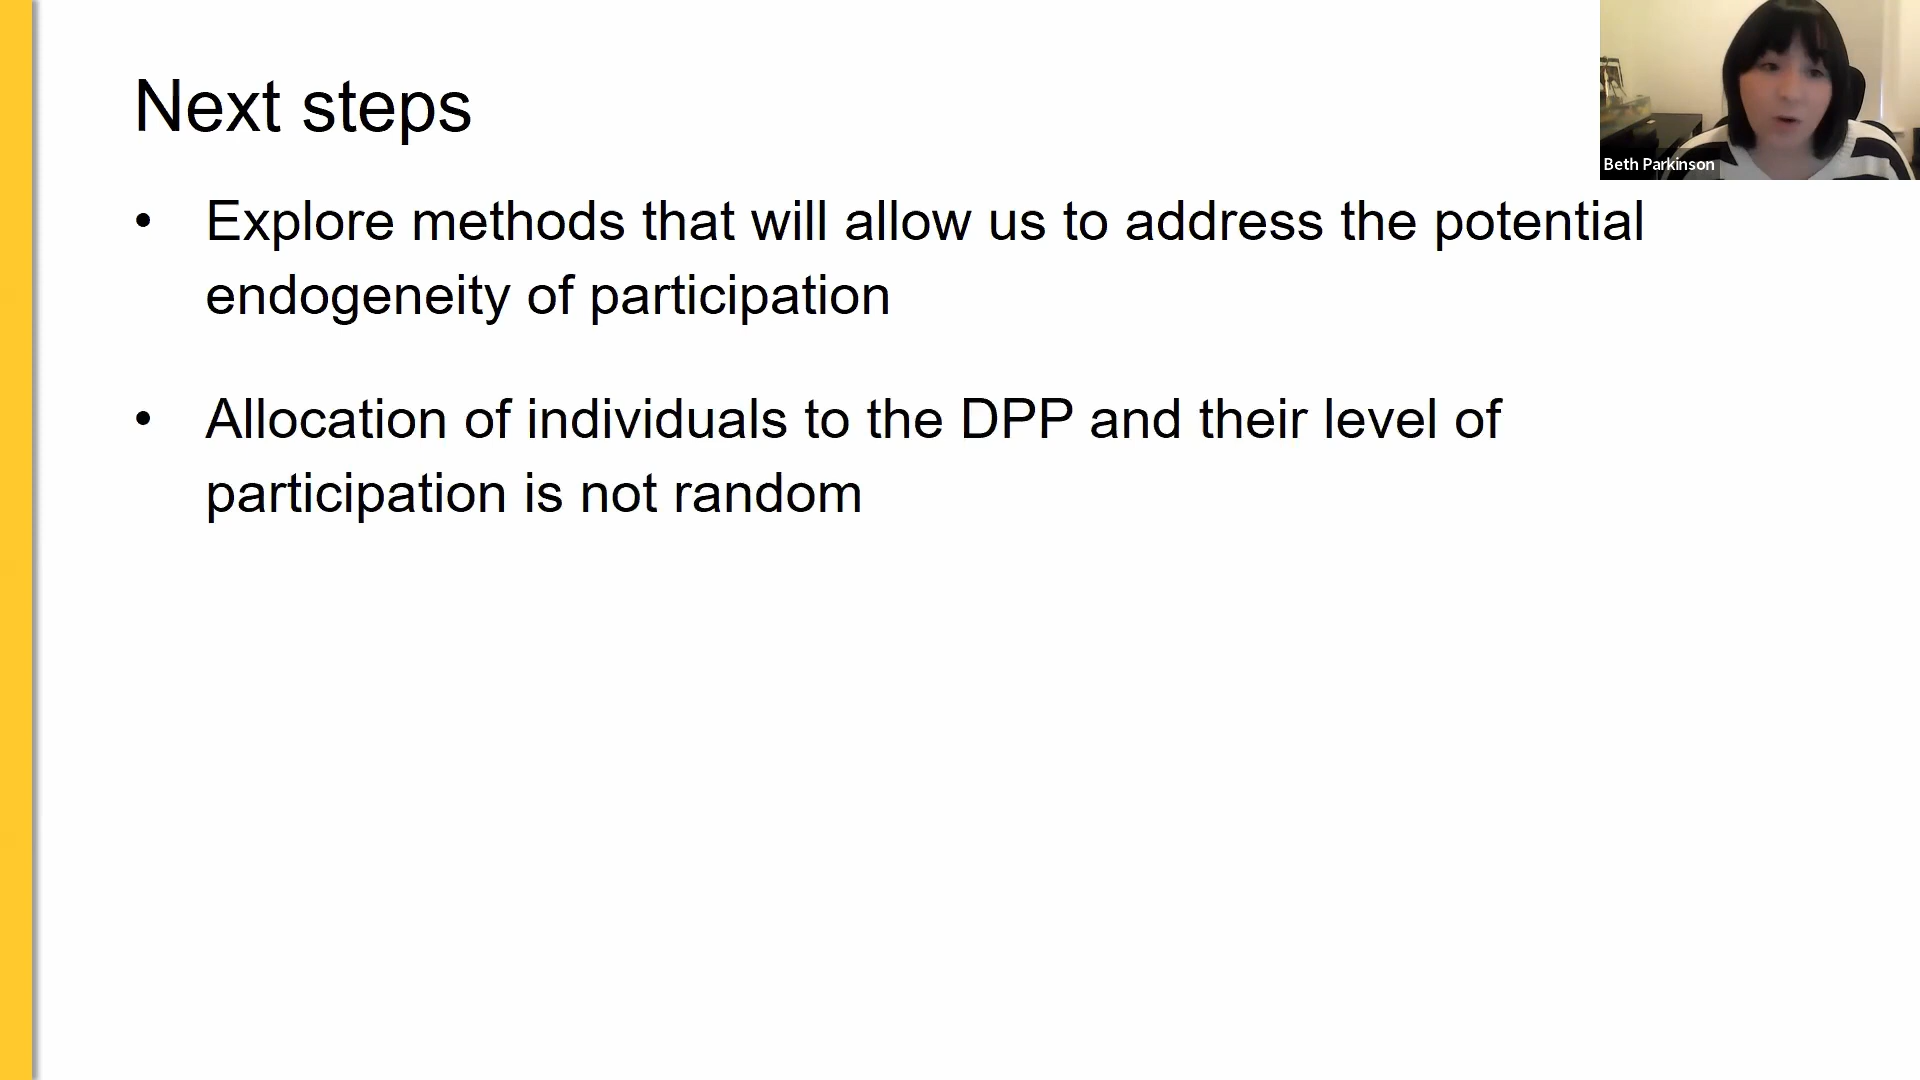 Next steps
Beth Parkinson
• Explore methods that will allow us to address the potential
endogeneity of participation
• Allocation of individuals to the DPP and their level of
participation is not random